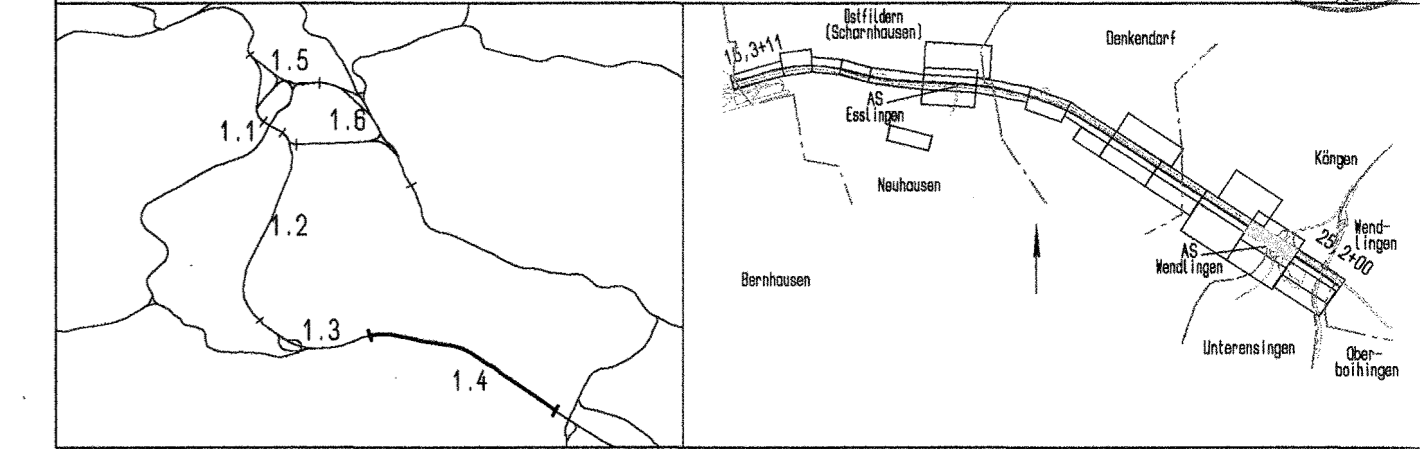 1.5
1.1
1.6
1.2
1.3
1.4
Ostfildern
(Scharnhausen)
Denkendorf
15,3+11
AS
Esslingen
Neuhausen
Köngen
Wend-
lingen
25,2+00
AS
Wendlingen
Bernhausen
Unterensingen
Ober-
boihingen